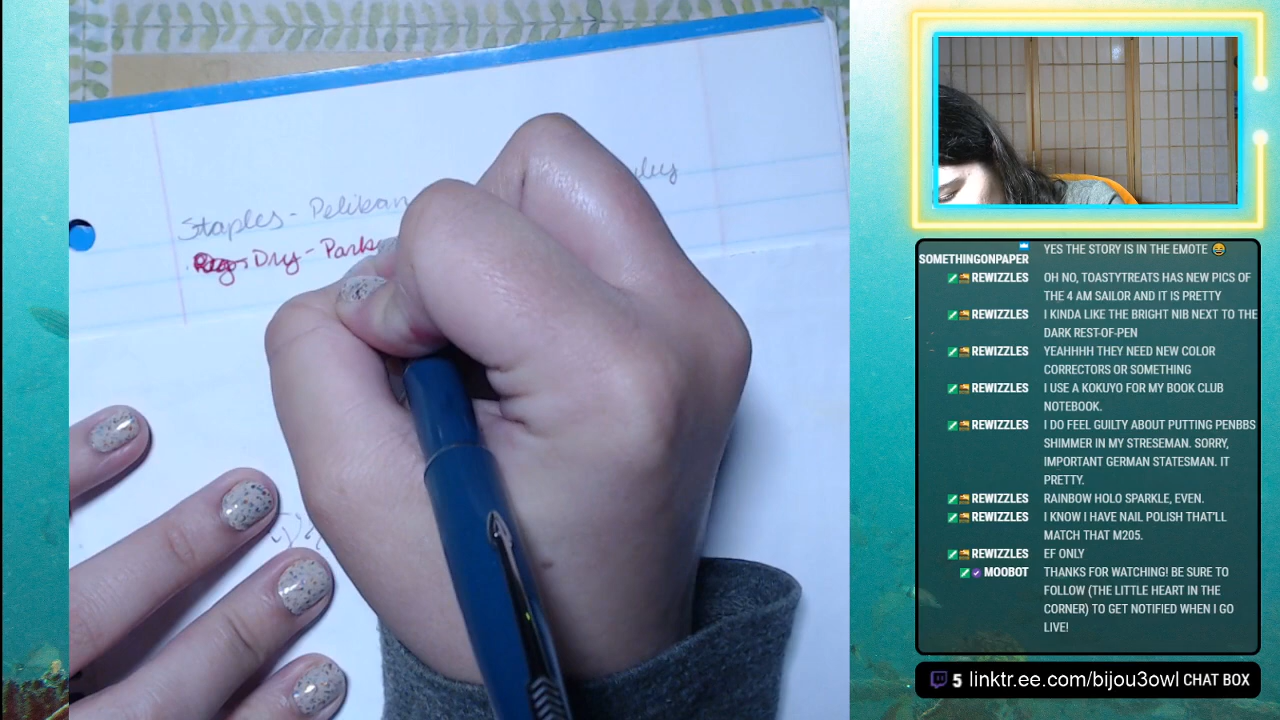 Staples - Pelikan
Dry - Park
YES THE STORY IS IN THE EMOTE 😂
SOMETHINGONPAPER
REWIZZLES OH NO, TOASTYTREATS HAS NEW PICS OF
THE 4 AM SAILOR AND IT IS PRETTY
REWIZZLES I KINDA LIKE THE BRIGHT NIB NEXT TO THE
DARK REST-OF-PEN
REWIZZLES YEAHHHH THEY NEED NEW COLOR
CORRECTORS OR SOMETHING
REWIZZLES I USE A KOKUYO FOR MY BOOK CLUB
NOTEBOOK.
REWIZZLES I DO FEEL GUILTY ABOUT PUTTING PENBBS
SHIMMER IN MY STRESEMAN. SORRY,
IMPORTANT GERMAN STATESMAN. IT
PRETTY.
REWIZZLES RAINBOW HOLO SPARKLE, EVEN.
REWIZZLES I KNOW I HAVE NAIL POLISH THAT'LL
MATCH THAT M205.
REWIZZLES EF ONLY
MOOBOT THANKS FOR WATCHING! BE SURE TO
FOLLOW (THE LITTLE HEART IN THE
CORNER) TO GET NOTIFIED WHEN I GO
LIVE!
5 linktr.ee.com/bijou3owl CHAT BOX